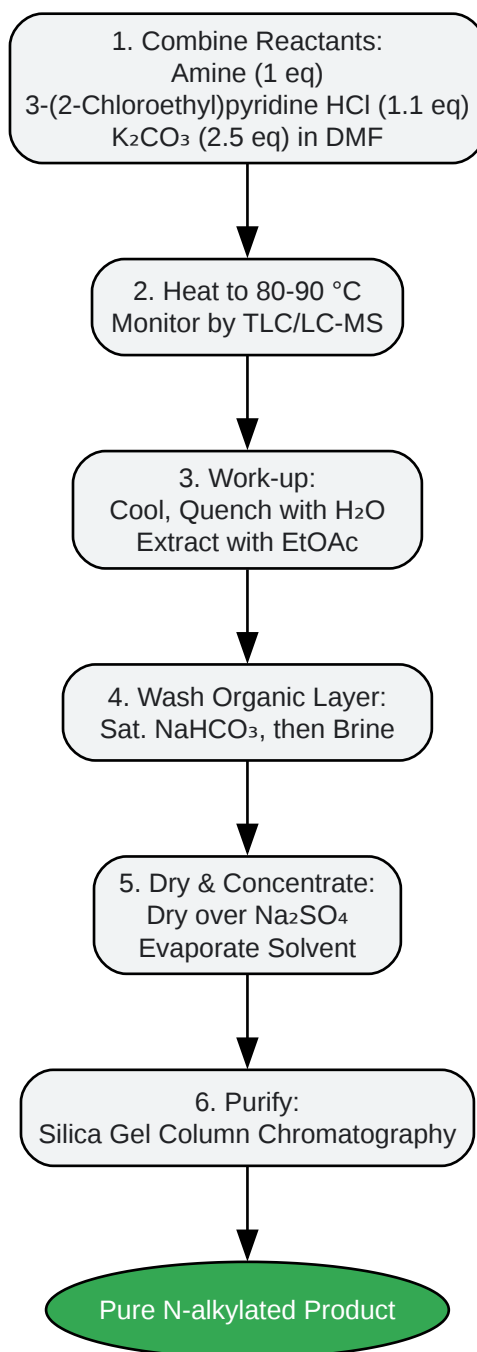 1. Combine Reactants:
Amine (1 eq)
3-(2-Chloroethyl)pyridine HCl (1.1 eq)
K₂CO₃ (2.5 eq) in DMF
2. Heat to 80-90 °C
Monitor by TLC/LC-MS
3. Work-up:
Cool, Quench with H₂O
Extract with EtOAc
4. Wash Organic Layer:
Sat. NaHCO₃, then Brine
5. Dry & Concentrate:
Dry over Na₂SO₄
Evaporate Solvent
6. Purify:
Silica Gel Column Chromatography
Pure N-alkylated Product